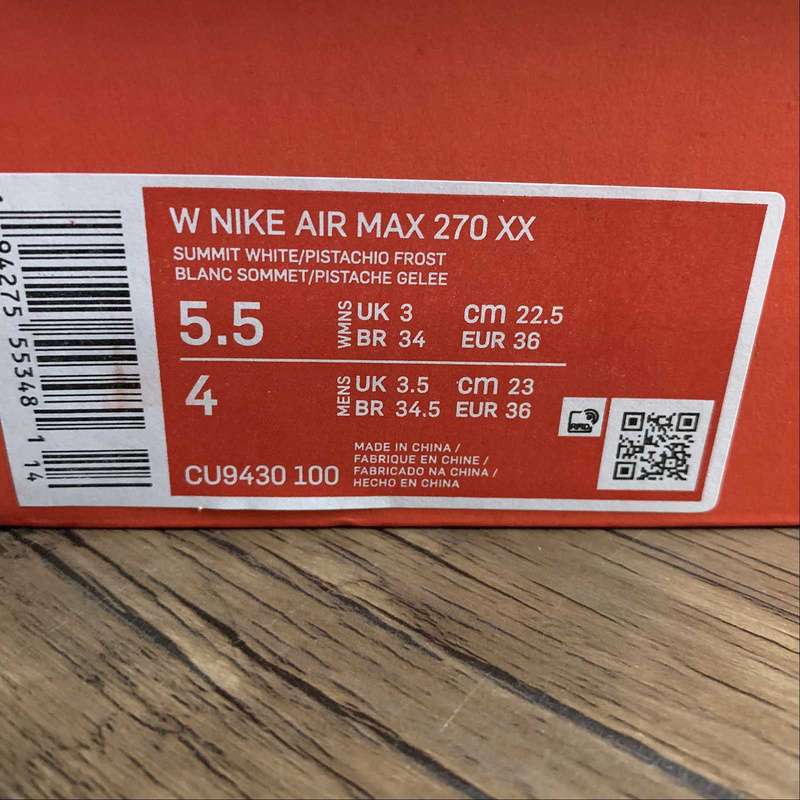 W NIKE AIR MAX 270 XX
SUMMIT WHITE/PISTACHIO FROST
BLANC SOMMET/PISTACHE GELEE
5.5
WMNS
UK 3 cm 22.5
BR 34 EUR 36
4
MENS
UK 3.5 cm 23
BR 34.5 EUR 36
CU9430 100
MADE IN CHINA /
FABRIQUE EN CHINE /
FABRICADO NA CHINA /
HECHO EN CHINA
RFID
94275 55348 1 14